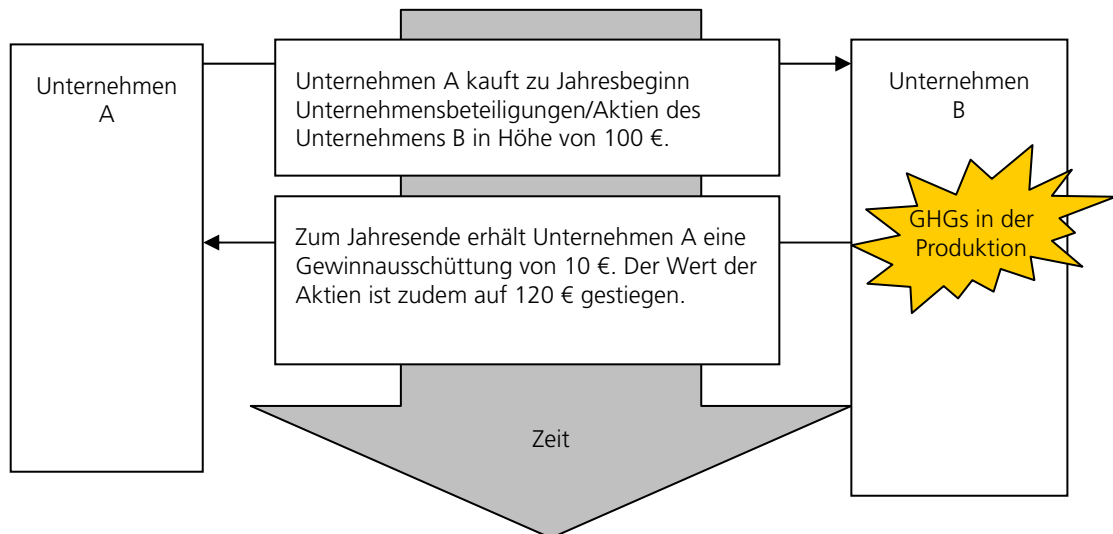 Unternehmen
A
Unternehmen A kauft zu Jahresbeginn
Unternehmensbeteiligungen/Aktien des
Unternehmens B in Höhe von 100 €.
Unternehmen
B
Zum Jahresende erhält Unternehmen A eine
Gewinnausschüttung von 10 €. Der Wert der
Aktien ist zudem auf 120 € gestiegen.
GHGs in der
Produktion
Zeit